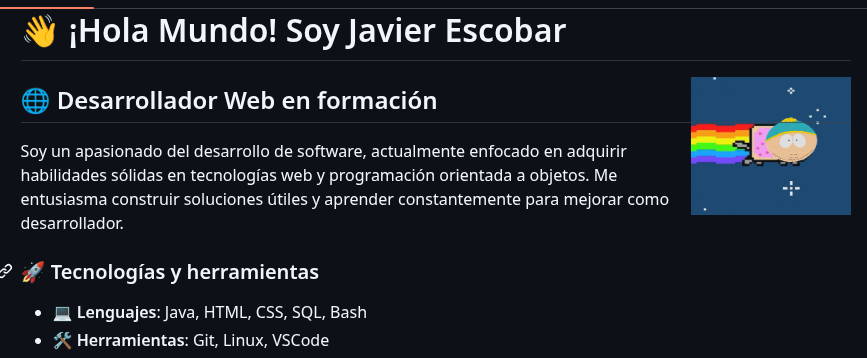 👋 ¡Hola Mundo! Soy Javier Escobar
🌐 Desarrollador Web en formación
Soy un apasionado del desarrollo de software, actualmente enfocado en adquirir
habilidades sólidas en tecnologías web y programación orientada a objetos. Me
entusiasma construir soluciones útiles y aprender constantemente para mejorar como
desarrollador.
🚀 Tecnologías y herramientas
• 💻 Lenguajes: Java, HTML, CSS, SQL, Bash
• 🛠️ Herramientas: Git, Linux, VSCode